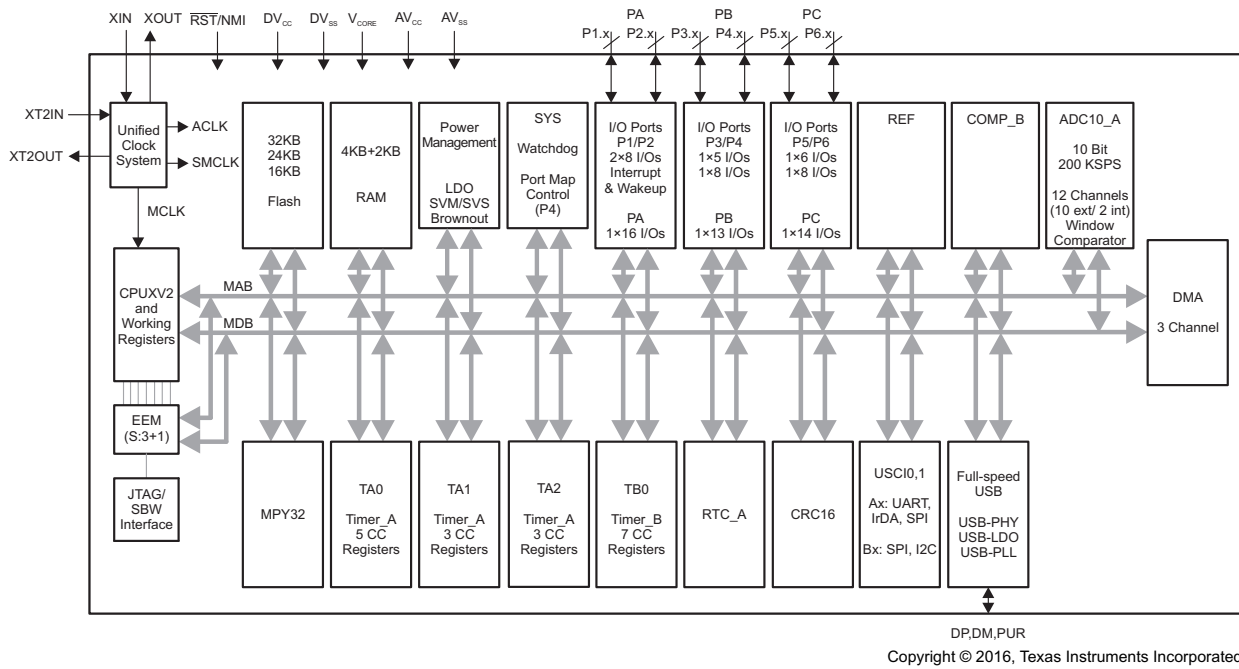 XIN XOUT RST/NMI DVCC DVSS VCORE AVCC AVSS
PA PB PC
P1.x P2.x P3.x P4.x P5.x P6.x
XT2IN
XT2OUT
Unified
Clock
System
ACLK
SMCLK
MCLK
32KB
24KB
16KB
Flash
4KB+2KB
RAM
Power
Management
LDO
SVM/SVS
Brownout
SYS
Watchdog
Port Map
Control
(P4)
I/O Ports
P1/P2
2×8 I/Os
Interrupt
& Wakeup
PA
1×16 I/Os
I/O Ports
P3/P4
1×5 I/Os
1×8 I/Os
PB
1×13 I/Os
I/O Ports
P5/P6
1×6 I/Os
1×8 I/Os
PC
1×14 I/Os
REF
COMP_B
ADC10_A
10 Bit
200 KSPS
12 Channels
(10 ext/ 2 int)
Window
Comparator
CPUXV2
and
Working
Registers
MAB
MDB
DMA
3 Channel
EEM
(S:3+1)
JTAG/
SBW
Interface
MPY32
TA0
Timer_A
5 CC
Registers
TA1
Timer_A
3 CC
Registers
TA2
Timer_A
3 CC
Registers
TB0
Timer_B
7 CC
Registers
RTC_A
CRC16
USCI0,1
Ax: UART,
IrDA, SPI
Bx: SPI, I2C
Full-speed
USB
USB-PHY
USB-LDO
USB-PLL
DP,DM,PUR
Copyright © 2016, Texas Instruments Incorporated